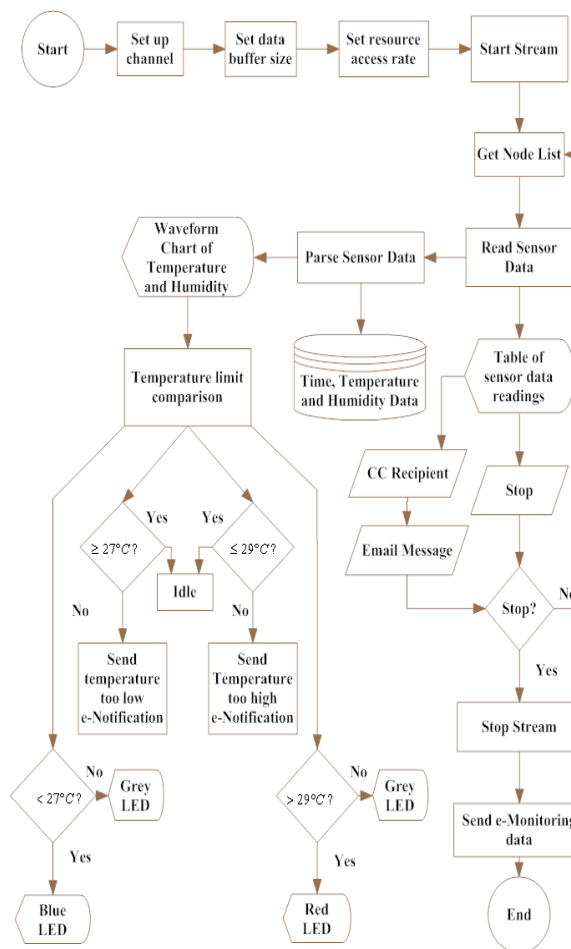 Start
Set up
channel
Set data
buffer size
Set resource
access rate
Start Stream
Get Node List
Waveform
Chart of
Temperature
and Humidity
Parse Sensor Data
Read Sensor
Data
Time, Temperature
and Humidity Data
Table of
sensor data
readings
Temperature limit
comparison
CC Recipient
Stop
Email Message
Yes
Yes
≥ 27°C?
≤ 29°C?
Idle
No
No
Stop?
No
Send
temperature
too low
e-Notification
Send
Temperature
too high
e-Notification
Yes
Stop Stream
< 27°C?
No
Grey
LED
> 29°C?
No
Grey
LED
Send e-Monitoring
data
Yes
Yes
Blue
LED
Red
LED
End